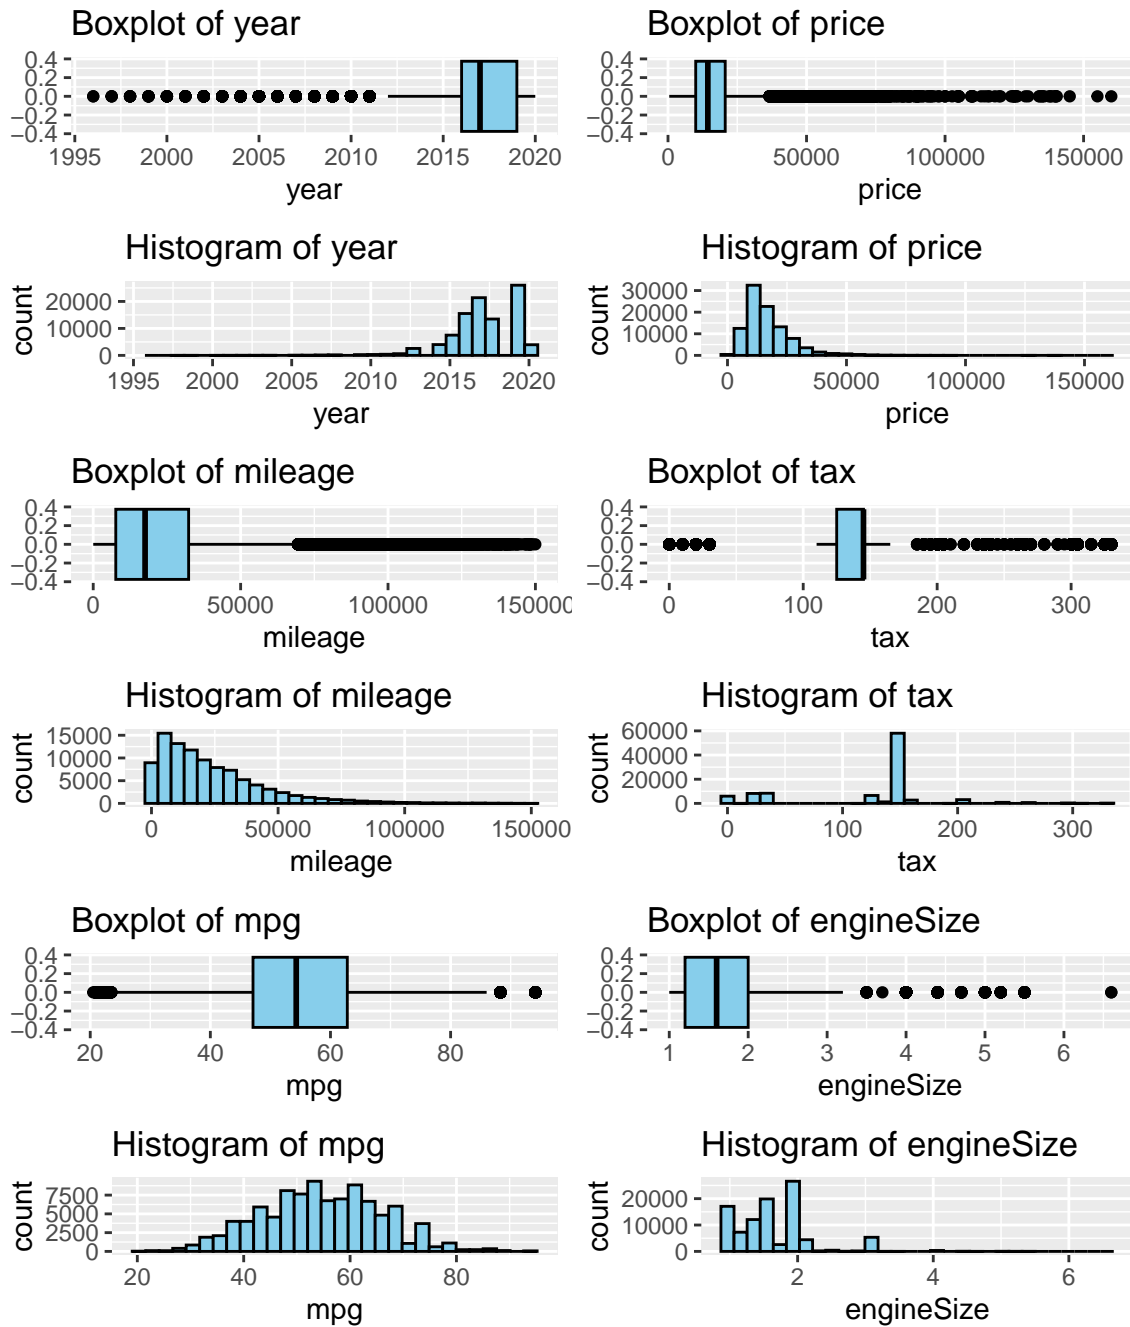 Boxplot of year
0.4
0.2
0.0
−0.2
−0.4
1995 2000 2005 2010 2015 2020
year
Boxplot of price
0.4
0.2
0.0
−0.2
−0.4
0 50000 100000 150000
price
Histogram of year
count
20000
10000
0
1995 2000 2005 2010 2015 2020
year
Histogram of price
count
30000
20000
10000
0
0 50000 100000 150000
price
Boxplot of mileage
0.4
0.2
0.0
−0.2
−0.4
0 50000 100000 150000
mileage
Boxplot of tax
0.4
0.2
0.0
−0.2
−0.4
0 100 200 300
tax
Histogram of mileage
count
15000
10000
5000
0
0 50000 100000 150000
mileage
Histogram of tax
count
60000
40000
20000
0
0 100 200 300
tax
Boxplot of mpg
0.4
0.2
0.0
−0.2
−0.4
20 40 60 80
mpg
Boxplot of engineSize
0.4
0.2
0.0
−0.2
−0.4
1 2 3 4 5 6
engineSize
Histogram of mpg
count
7500
5000
2500
0
20 40 60 80
mpg
Histogram of engineSize
count
20000
10000
0
2 4 6
engineSize